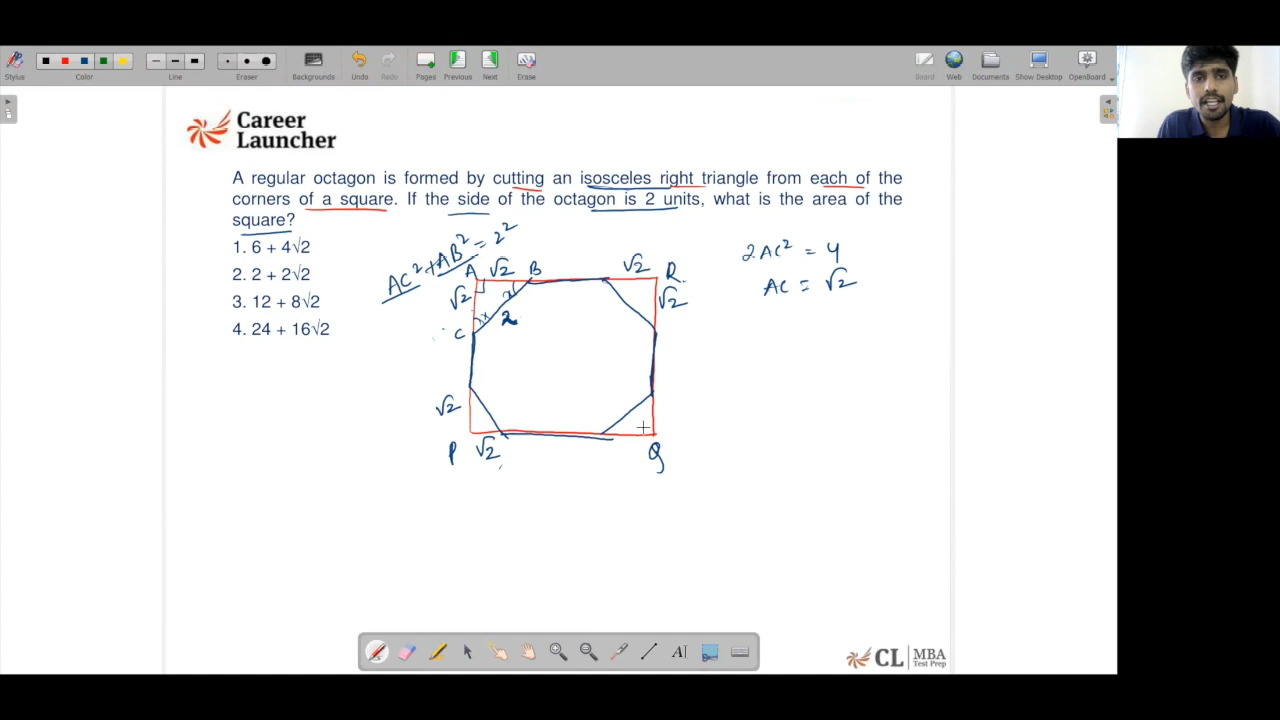 Stylus
Color
Line
Eraser
Backgrounds
Undo
Redo
Pages
Previous
Next
Erase
Board
Web
Documents
Show Desktop
OpenBoard
Career
Launcher
A regular octagon is formed by cutting an isosceles right triangle from each of the
corners of a square. If the side of the octagon is 2 units, what is the area of the
square?
1. 6 + 4√2
2. 2 + 2√2
3. 12 + 8√2
4. 24 + 16√2
AC² + AB² = 2²
A √2 B √2 R
√2 x √2
x 2
C
√2
P √2 Q
2AC² = 4
AC = √2
CL MBA
Test Prep